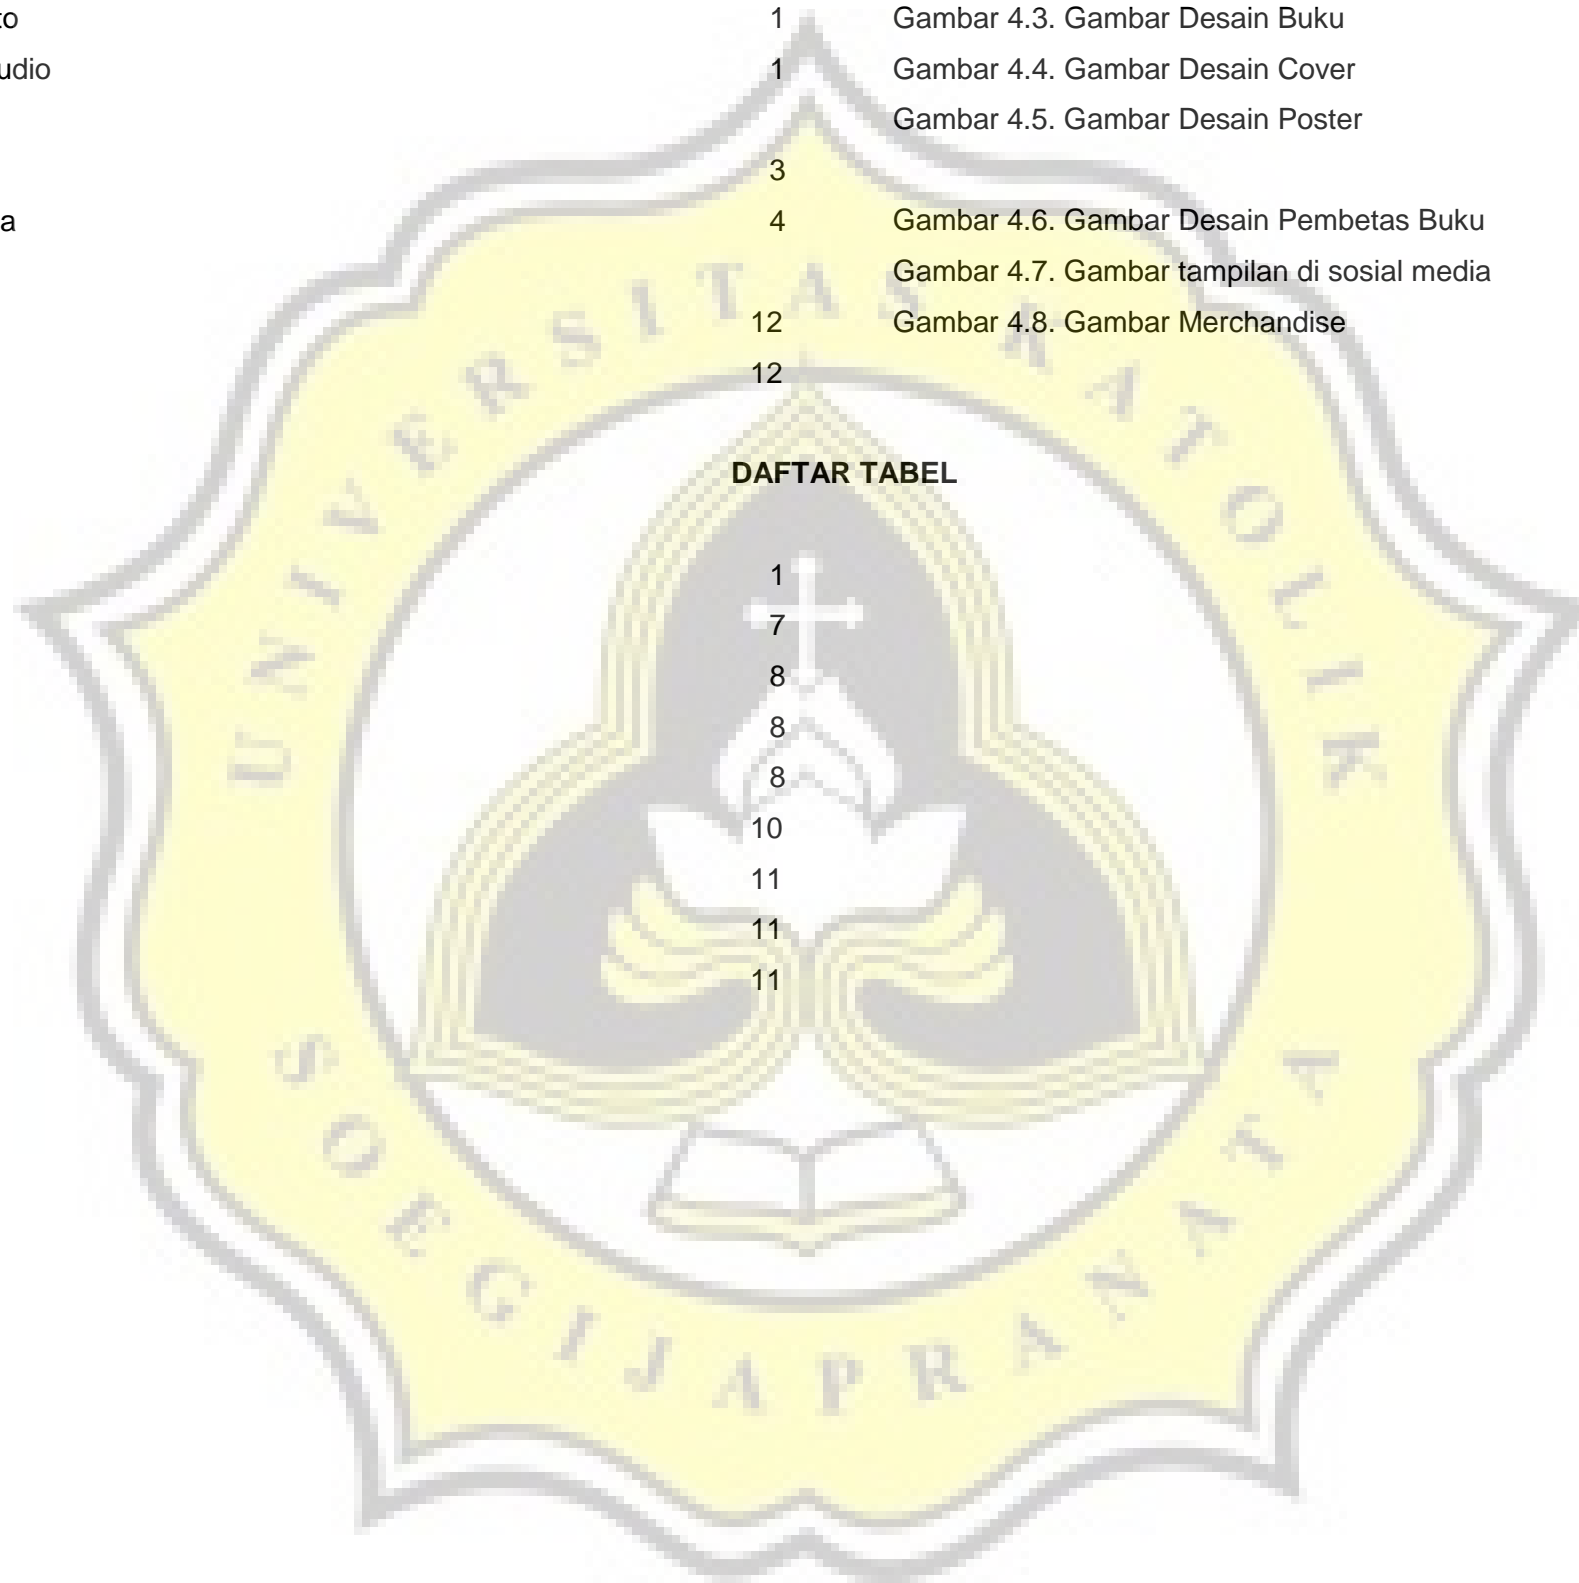 to 1 Gambar 4.3. Gambar Desain Buku
udio 1 Gambar 4.4. Gambar Desain Cover
Gambar 4.5. Gambar Desain Poster
3
a 4 Gambar 4.6. Gambar Desain Pembetas Buku
Gambar 4.7. Gambar tampilan di sosial media
12 Gambar 4.8. Gambar Merchandise
12
DAFTAR TABEL
1
7
8
8
8
10
11
11
11
UNIVERSITAS KATOLIK
SOEGIJAPRANATA